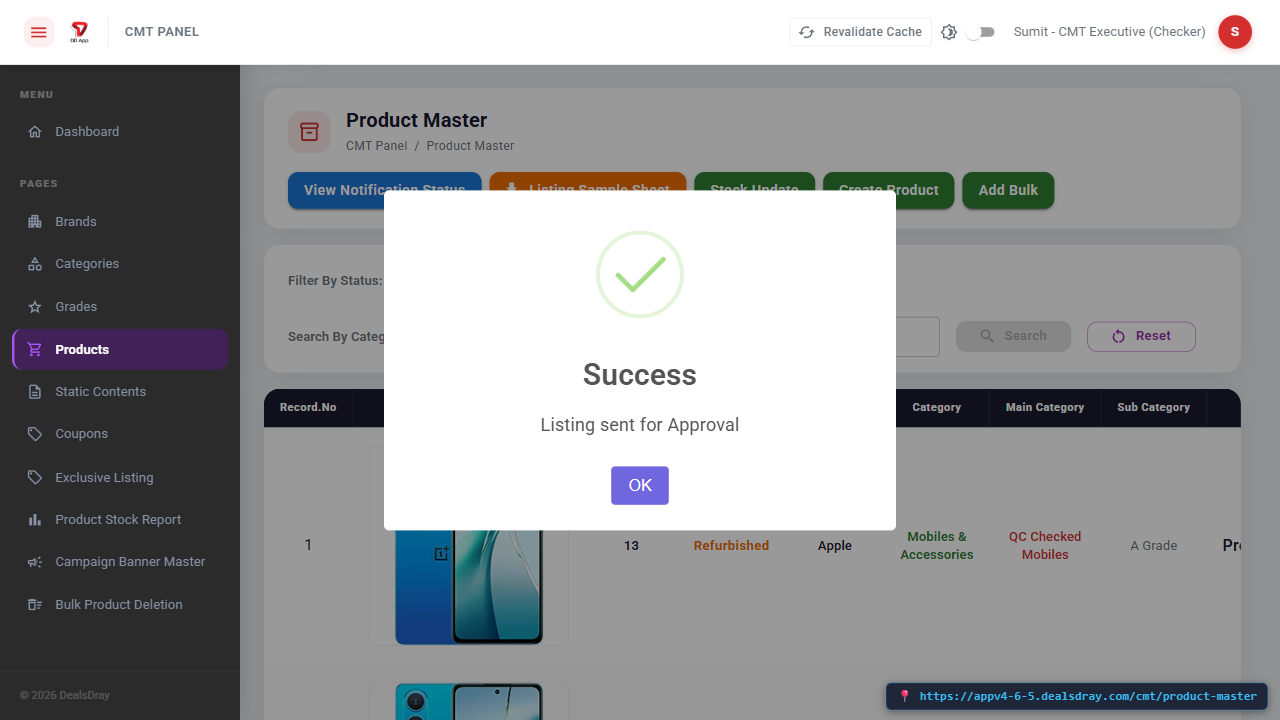 DD App
CMT PANEL
Revalidate Cache
Sumit - CMT Executive (Checker)
S
MENU
Dashboard
PAGES
Brands
Categories
Grades
Products
Static Contents
Coupons
Exclusive Listing
Product Stock Report
Campaign Banner Master
Bulk Product Deletion
© 2026 DealsDray
Product Master
CMT Panel / Product Master
View Notification Status
Listing Sample Sheet
Stock Update
Create Product
Add Bulk
Filter By Status:
Search By Categ
Search
Reset
Success
Listing sent for Approval
OK
Record.No
Category
Main Category
Sub Category
1
13
Refurbished
Apple
Mobiles &
Accessories
QC Checked
Mobiles
A Grade
Pr
https://appv4-6-5.dealsdray.com/cmt/product-master